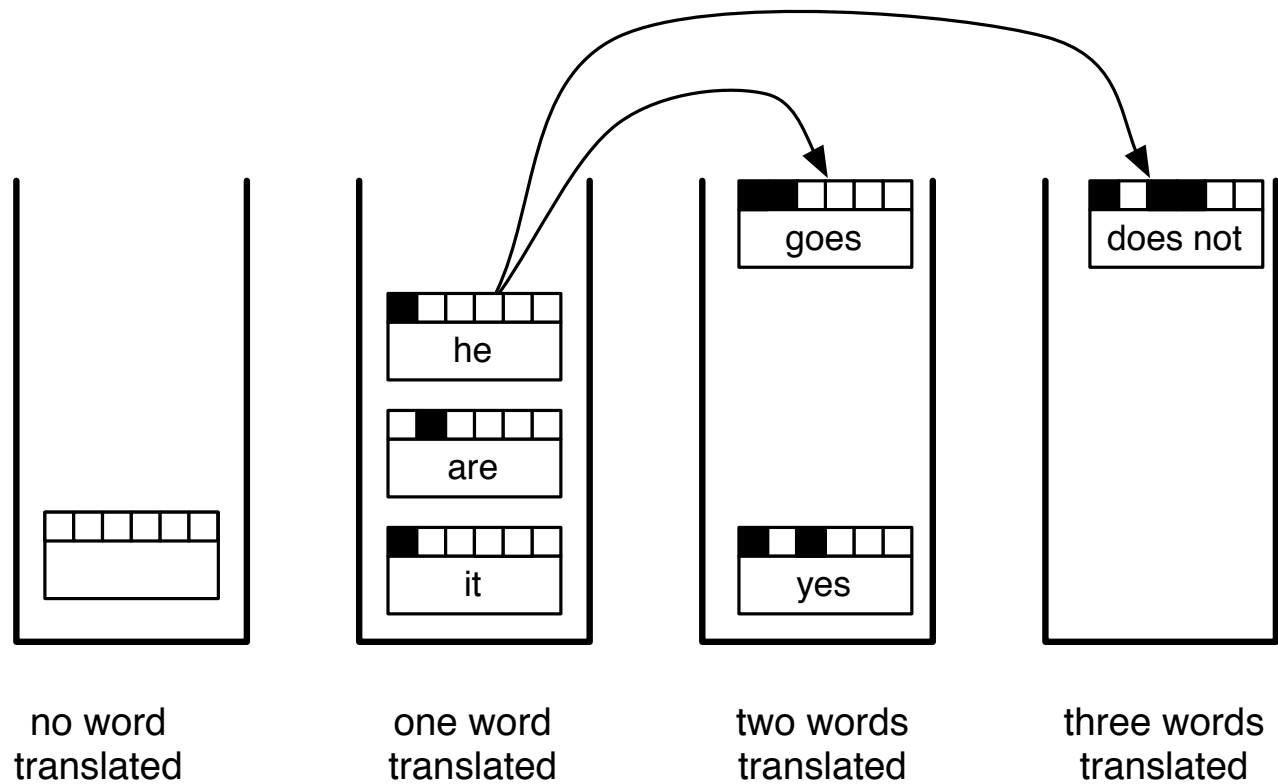 goes
does not
he
are
it
yes
no word
translated
one word
translated
two words
translated
three words
translated